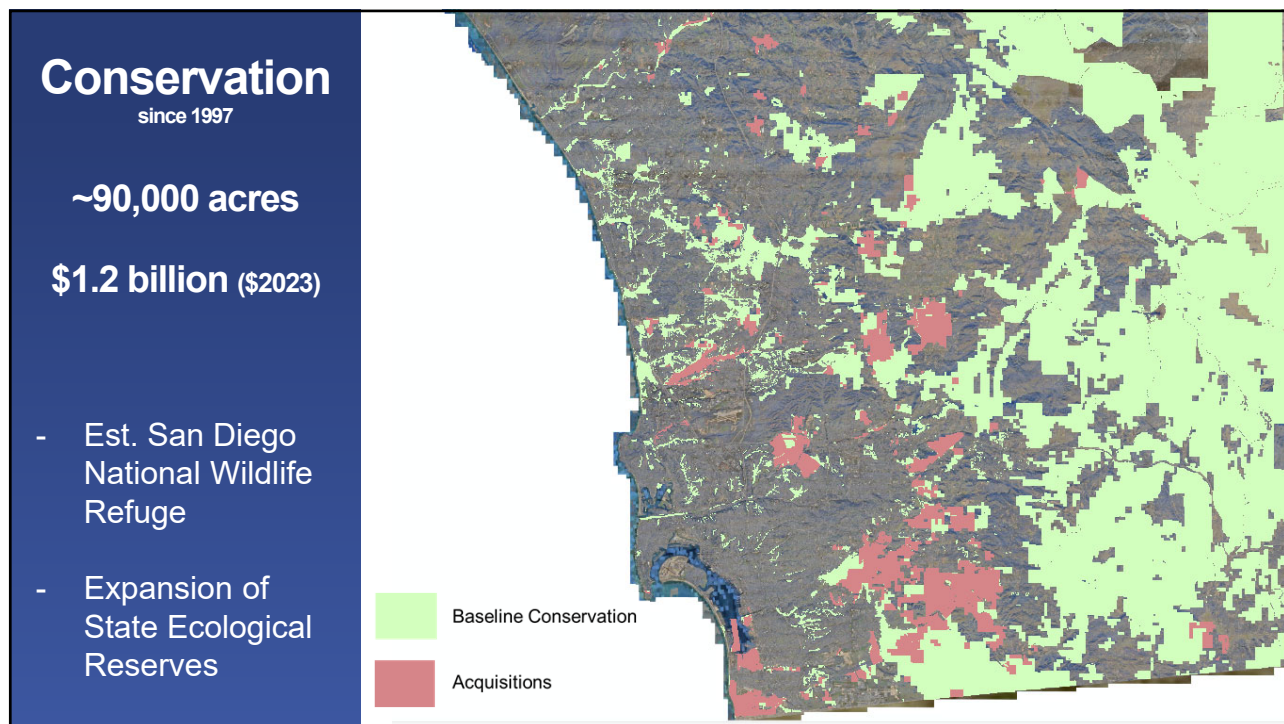 Conservation
since 1997
~90,000 acres
$1.2 billion ($2023)
- Est. San Diego
National Wildlife
Refuge
- Expansion of
State Ecological
Reserves
Baseline Conservation
Acquisitions